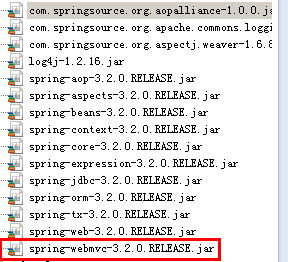 com.springsource.org.aopalliance-1.0.0.ja
com.springsource.org.apache.commons.loggi
com.springsource.org.aspectj.weaver-1.6.8
log4j-1.2.16.jar
spring-aop-3.2.0.RELEASE.jar
spring-aspects-3.2.0.RELEASE.jar
spring-beans-3.2.0.RELEASE.jar
spring-context-3.2.0.RELEASE.jar
spring-core-3.2.0.RELEASE.jar
spring-expression-3.2.0.RELEASE.jar
spring-jdbc-3.2.0.RELEASE.jar
spring-orm-3.2.0.RELEASE.jar
spring-tx-3.2.0.RELEASE.jar
spring-web-3.2.0.RELEASE.jar
spring-webmvc-3.2.0.RELEASE.jar